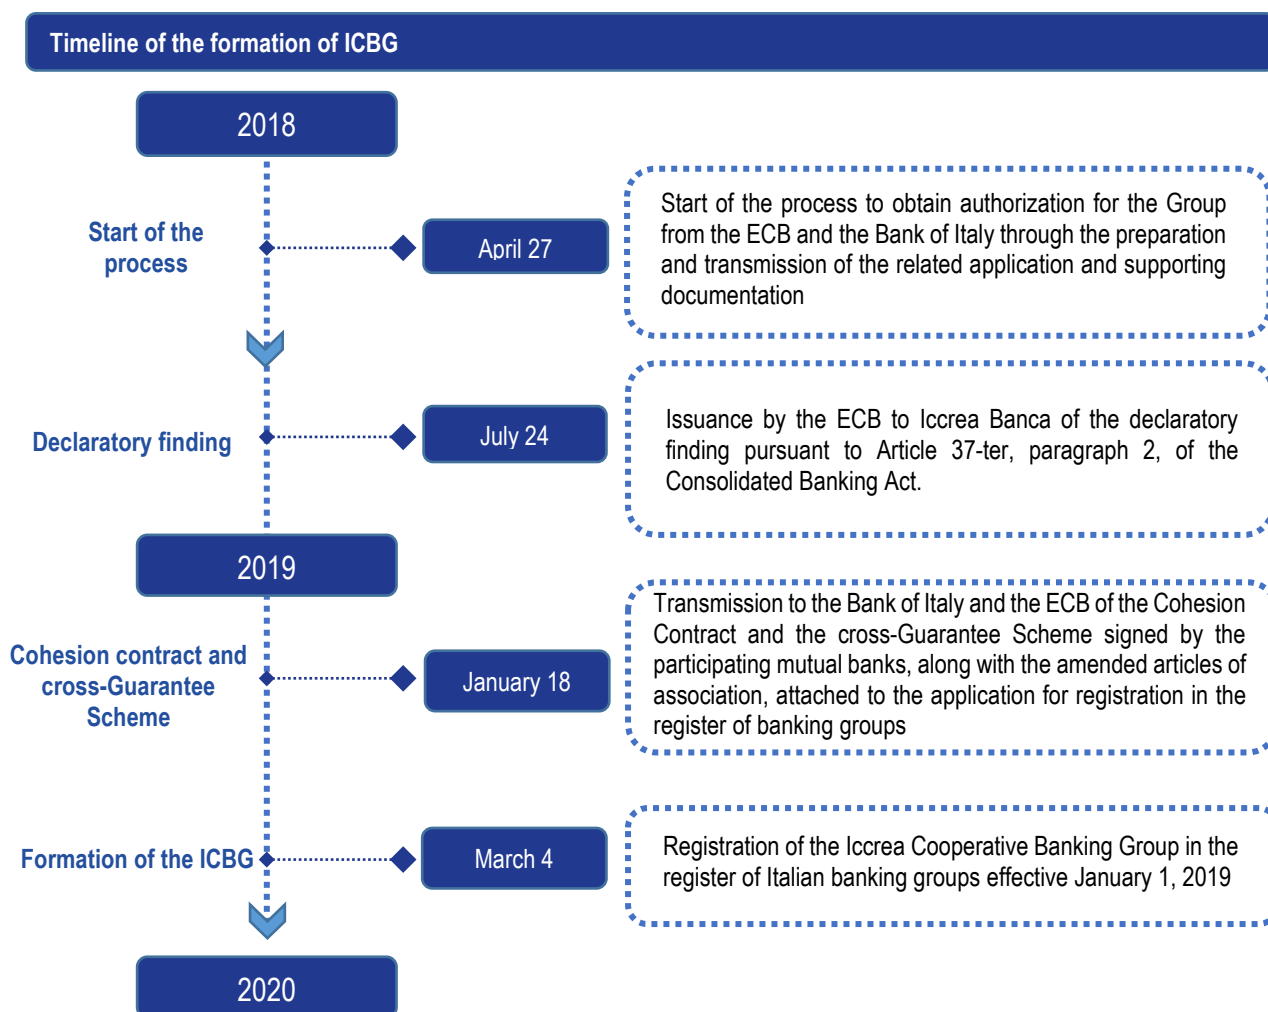 Timeline of the formation of ICBG
2018
Start of the
process
April 27
Start of the process to obtain authorization for the Group
from the ECB and the Bank of Italy through the preparation
and transmission of the related application and supporting
documentation
Declaratory finding
July 24
Issuance by the ECB to Iccrea Banca of the declaratory
finding pursuant to Article 37-ter, paragraph 2, of the
Consolidated Banking Act.
2019
Cohesion contract and
cross-Guarantee
Scheme
January 18
Transmission to the Bank of Italy and the ECB of the Cohesion
Contract and the cross-Guarantee Scheme signed by the
participating mutual banks, along with the amended articles of
association, attached to the application for registration in the
register of banking groups
Formation of the ICBG
March 4
Registration of the Iccrea Cooperative Banking Group in the
register of Italian banking groups effective January 1, 2019
2020